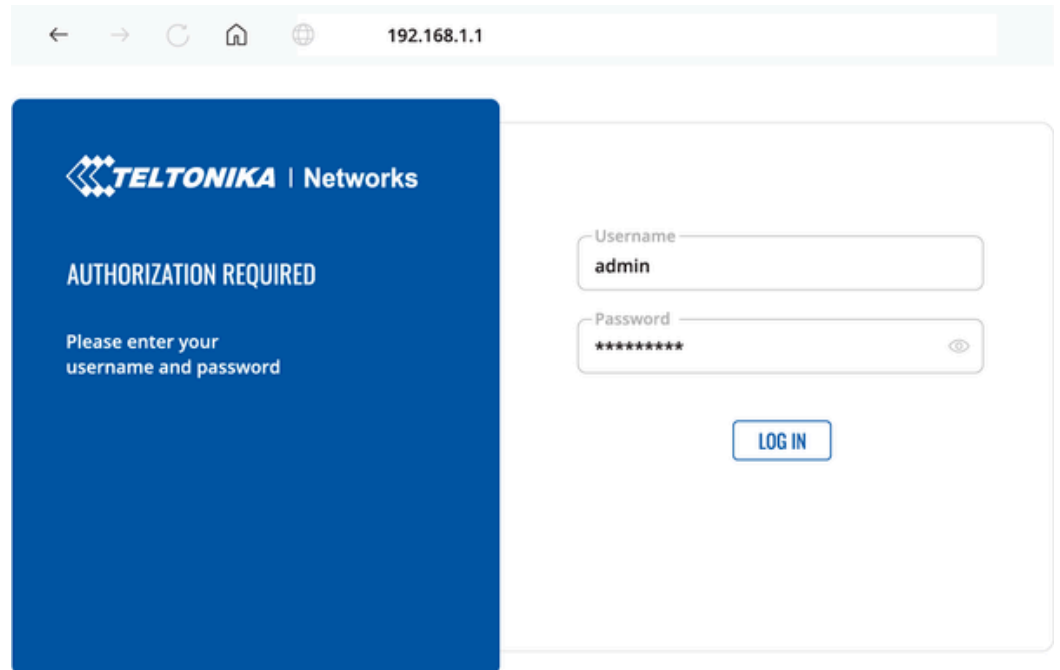 192.168.1.1
TELTONIKA | Networks
AUTHORIZATION REQUIRED
Please enter your
username and password
Username
admin
Password
*********
LOG IN